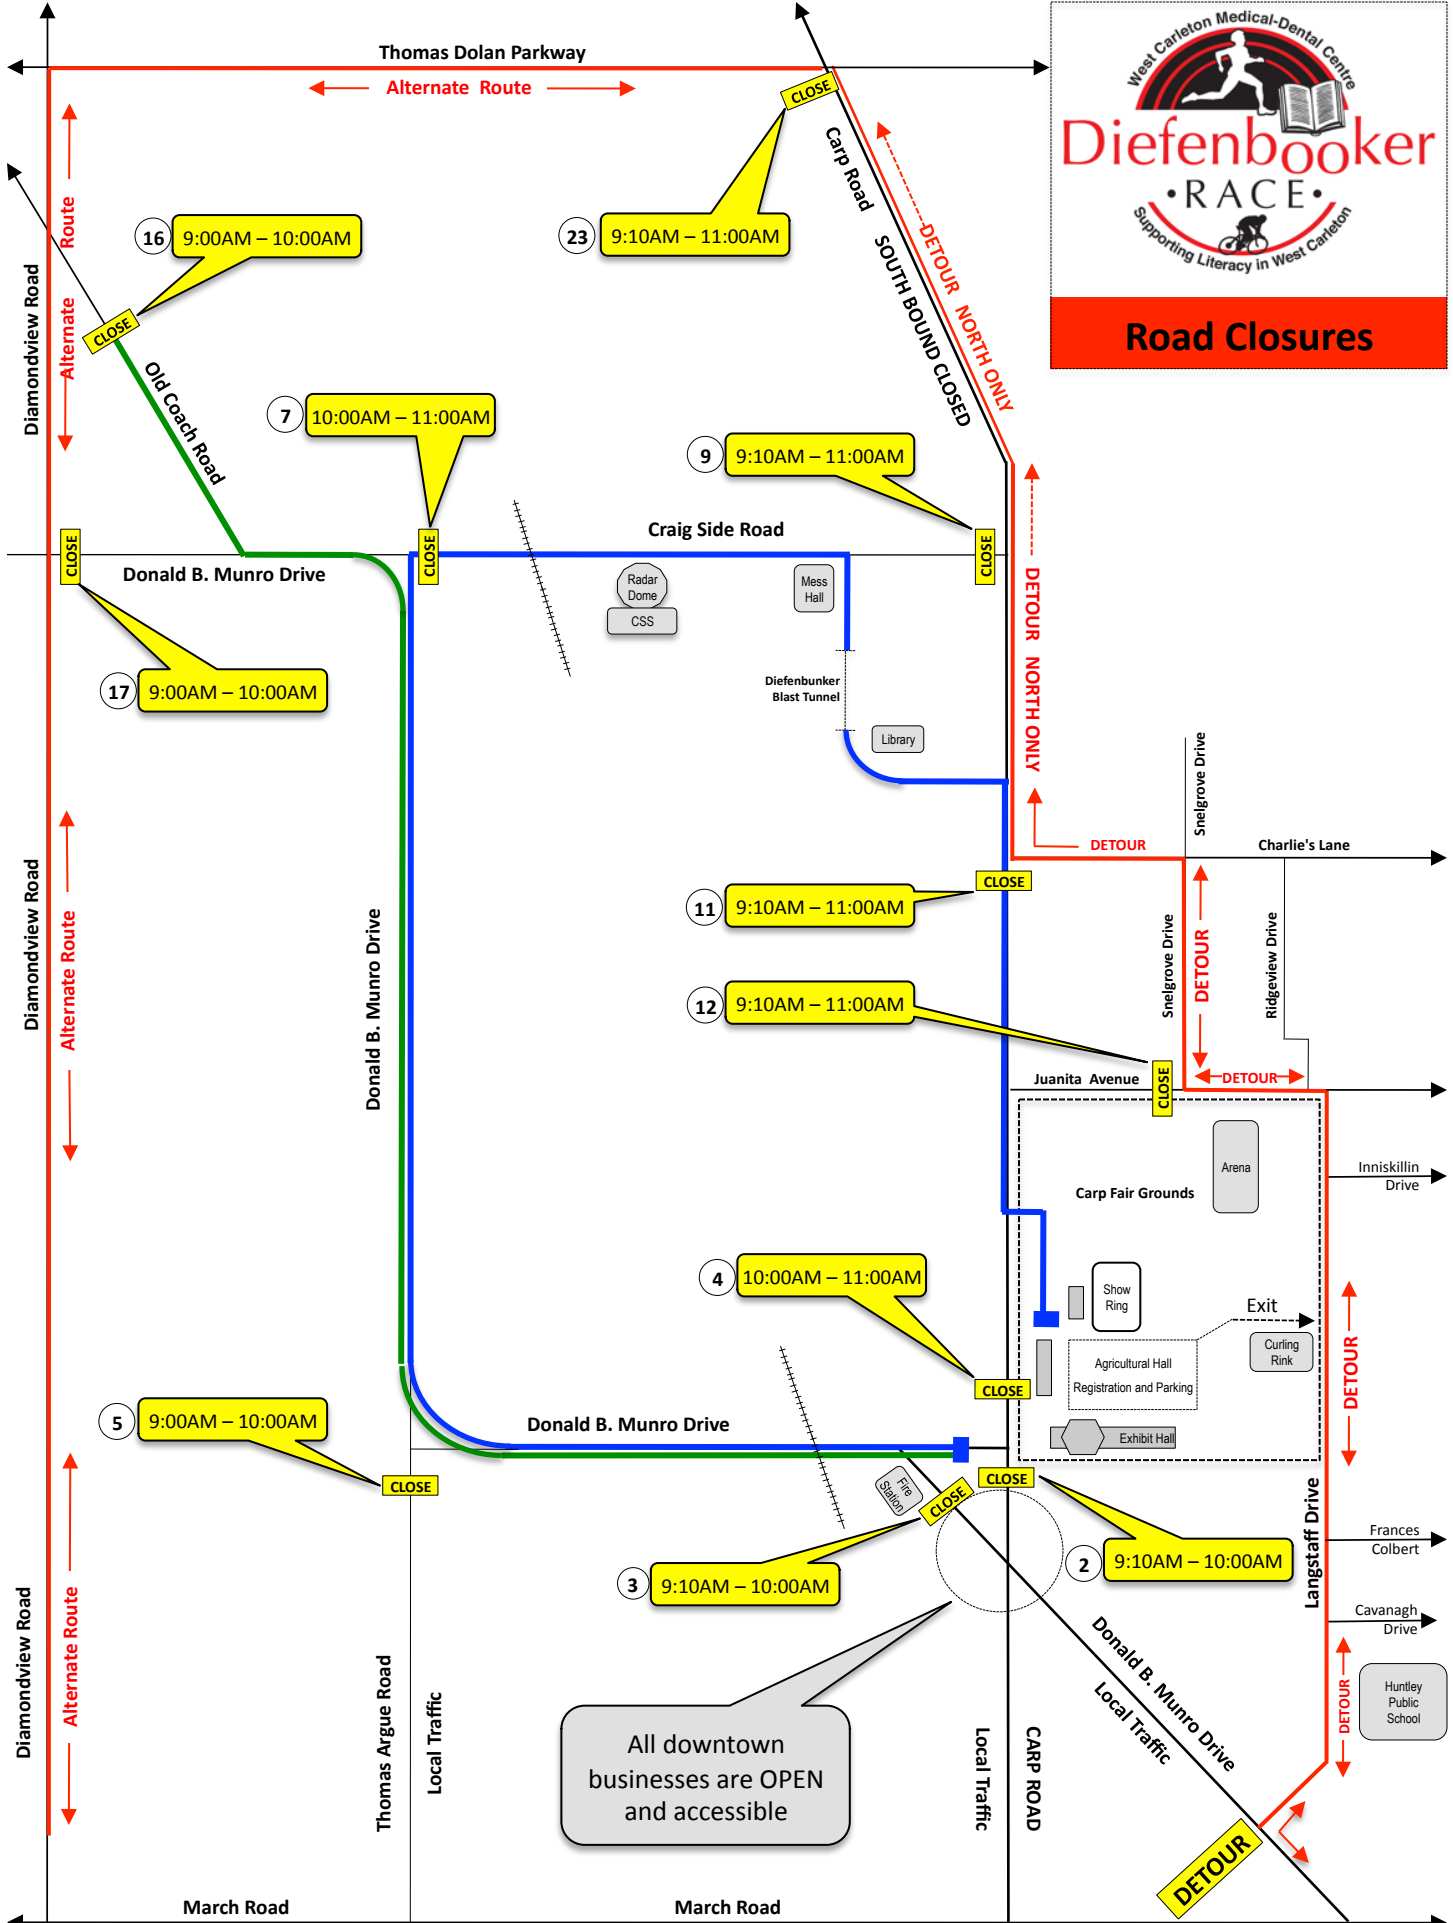 Thomas Dolan Parkway
Alternate Route
CLOSE
West Carleton Medical-Dental Centre
Diefenbooker
•RACE•
Supporting Literacy in West Carleton
Road Closures
Diamondview Road
Alternate Route
16
9:00AM – 10:00AM
CLOSE
23
9:10AM – 11:00AM
Carp Road
SOUTH BOUND CLOSED
DETOUR NORTH ONLY
Old Coach Road
7
10:00AM – 11:00AM
9
9:10AM – 11:00AM
CLOSE
Donald B. Munro Drive
CLOSE
Craig Side Road
CLOSE
Radar
Dome
CSS
Mess
Hall
DETOUR NORTH ONLY
17
9:00AM – 10:00AM
Diefenbunker
Blast Tunnel
Library
Snelgrove Drive
DETOUR
Charlie's Lane
Diamondview Road
Alternate Route
Donald B. Munro Drive
CLOSE
11
9:10AM – 11:00AM
Snelgrove Drive
DETOUR
Ridgeview Drive
12
9:10AM – 11:00AM
Juanita Avenue
CLOSE
DETOUR
Arena
Inniskillin
Drive
Carp Fair Grounds
4
10:00AM – 11:00AM
Show
Ring
Exit
Curling
Rink
DETOUR
Agricultural Hall
Registration and Parking
CLOSE
5
9:00AM – 10:00AM
Donald B. Munro Drive
Exhibit Hall
CLOSE
Fire
Station
CLOSE
CLOSE
Langstaff Drive
Frances
Colbert
2
9:10AM – 10:00AM
3
9:10AM – 10:00AM
Cavanagh
Drive
Diamondview Road
Alternate Route
Thomas Argue Road
Local Traffic
All downtown
businesses are OPEN
and accessible
Local Traffic
CARP ROAD
Donald B. Munro Drive
Local Traffic
DETOUR
Huntley
Public
School
DETOUR
March Road
March Road